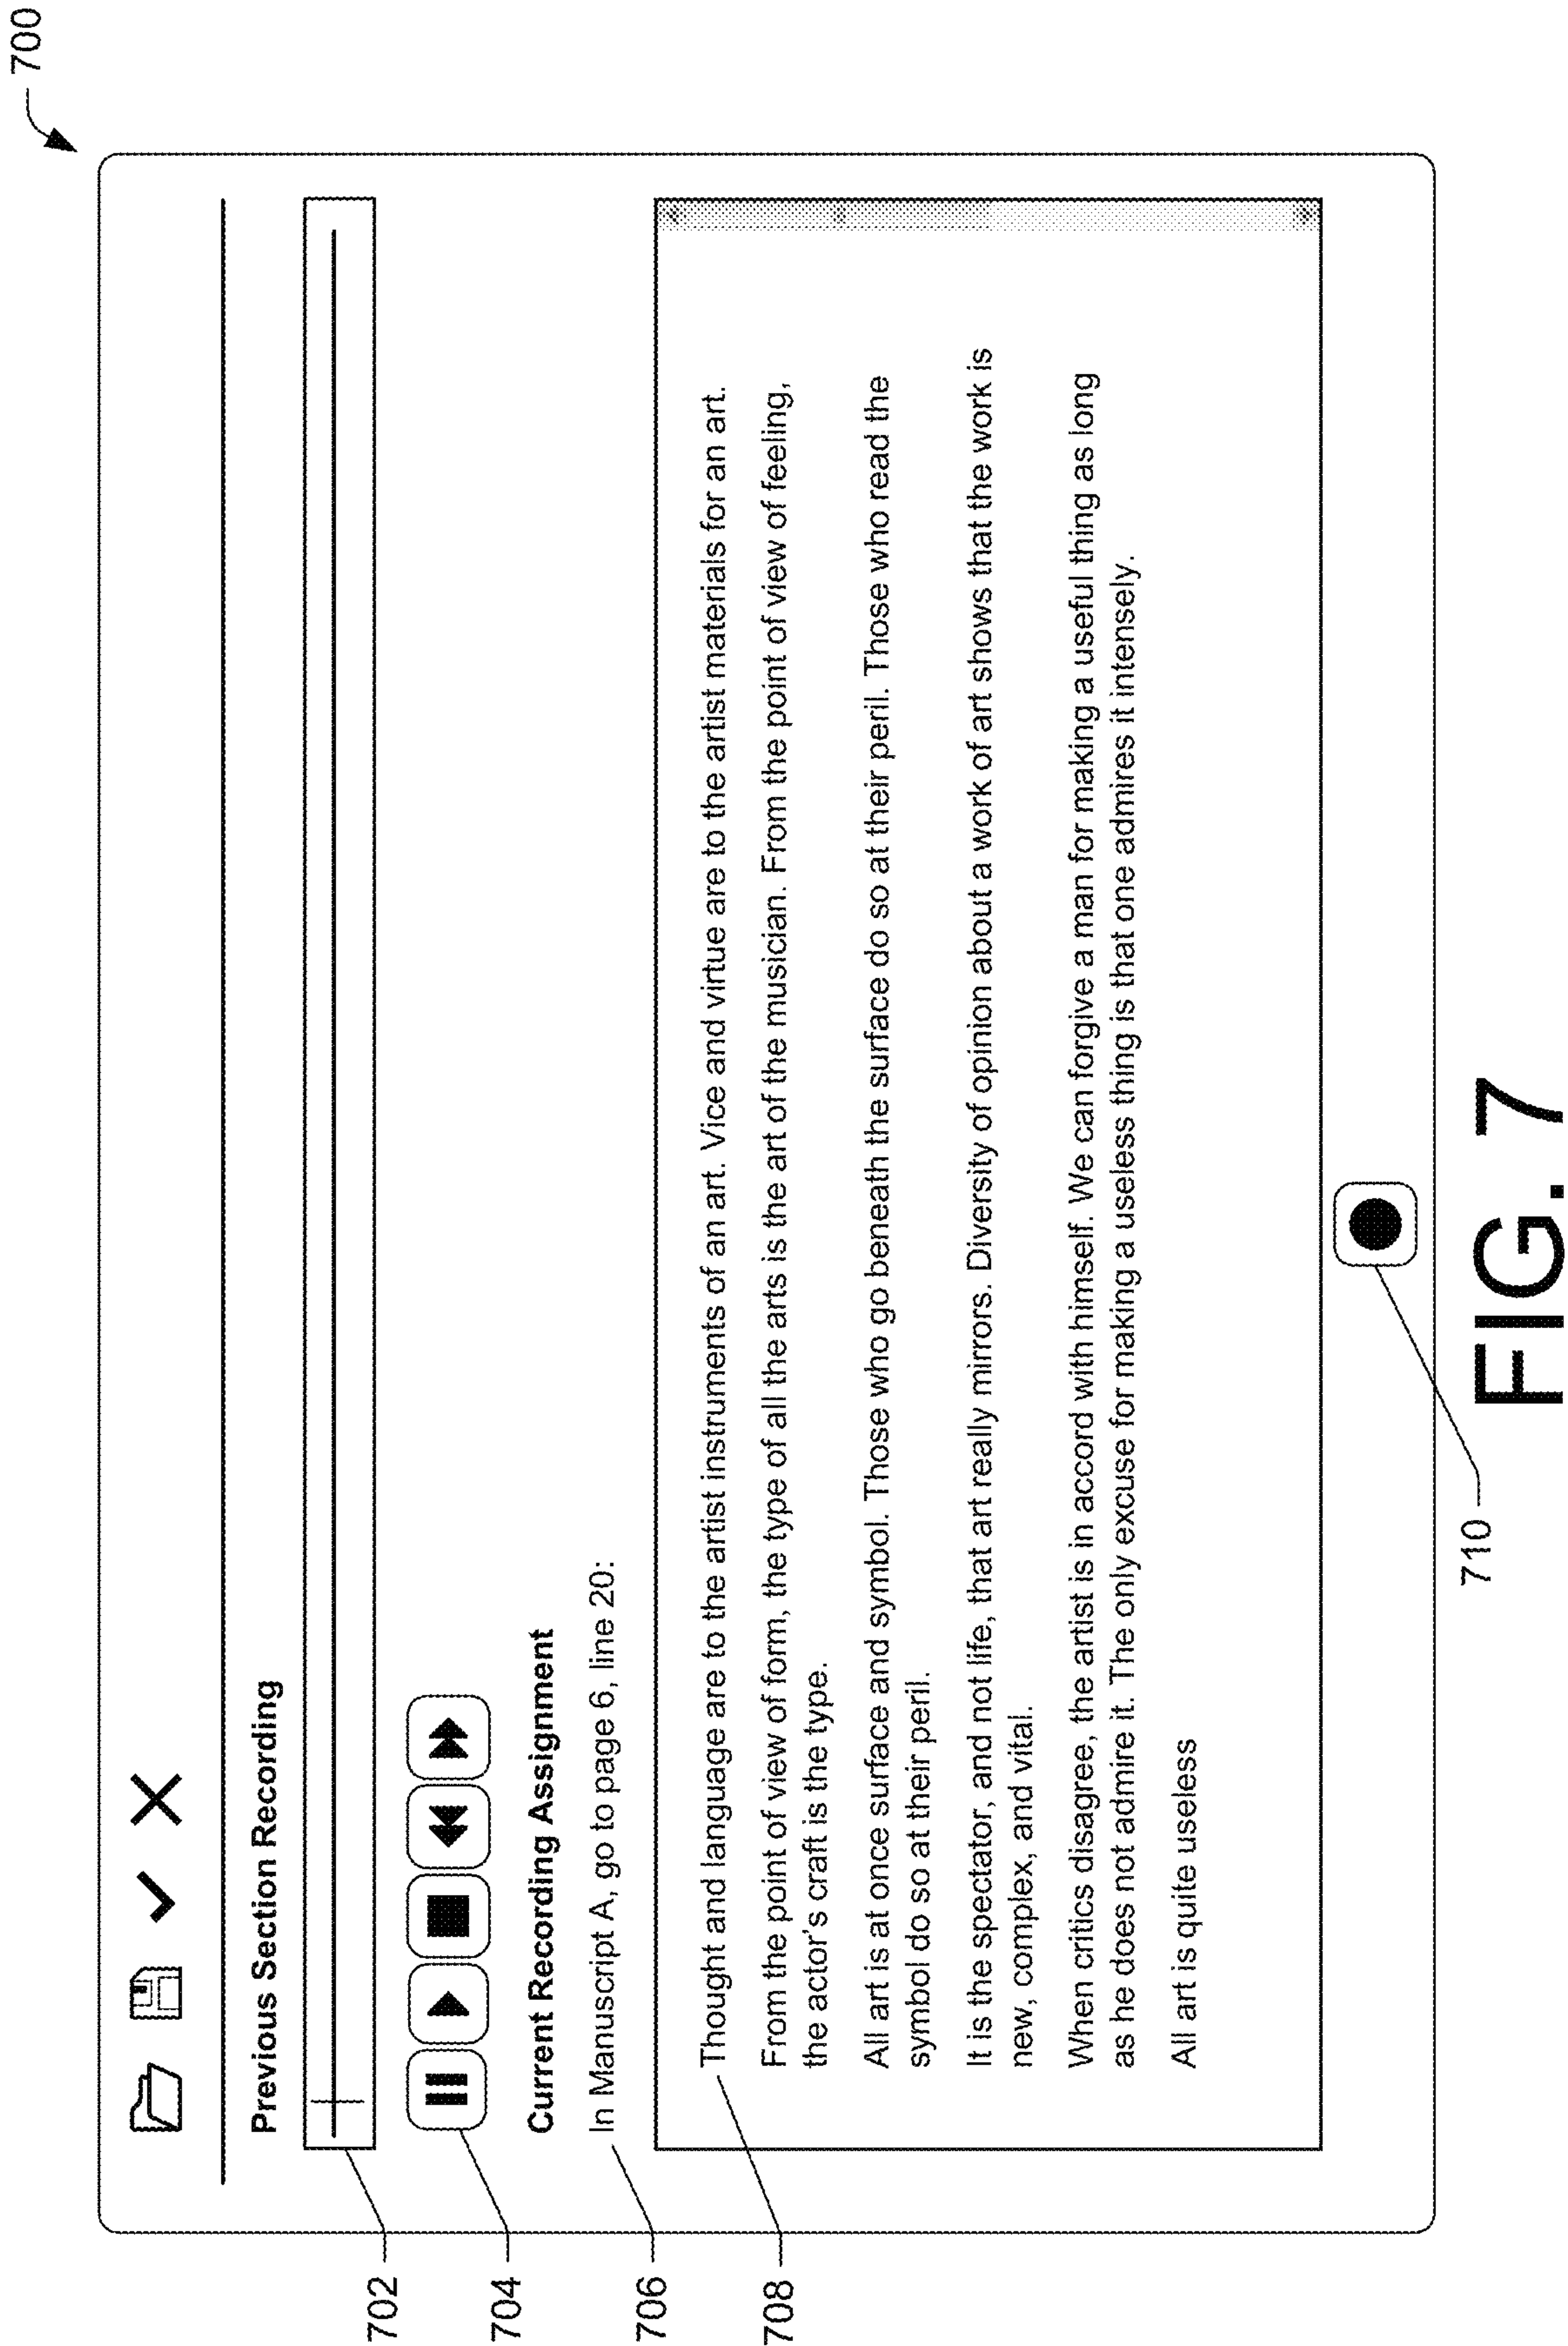 700
Previous Section Recording
702
704
Current Recording Assignment
706
In Manuscript A, go to page 6, line 20:
708
Thought and language are to the artist instruments of an art. Vice and virtue are to the artist materials for an art.
From the point of view of form, the type of all the arts is the art of the musician. From the point of view of feeling,
the actor's craft is the type.
All art is at once surface and symbol. Those who go beneath the surface do so at their peril. Those who read the
symbol do so at their peril.
It is the spectator, and not life, that art really mirrors. Diversity of opinion about a work of art shows that the work is
new, complex, and vital.
When critics disagree, the artist is in accord with himself. We can forgive a man for making a useful thing as long
as he does not admire it. The only excuse for making a useless thing is that one admires it intensely.
All art is quite useless
710
FIG. 7